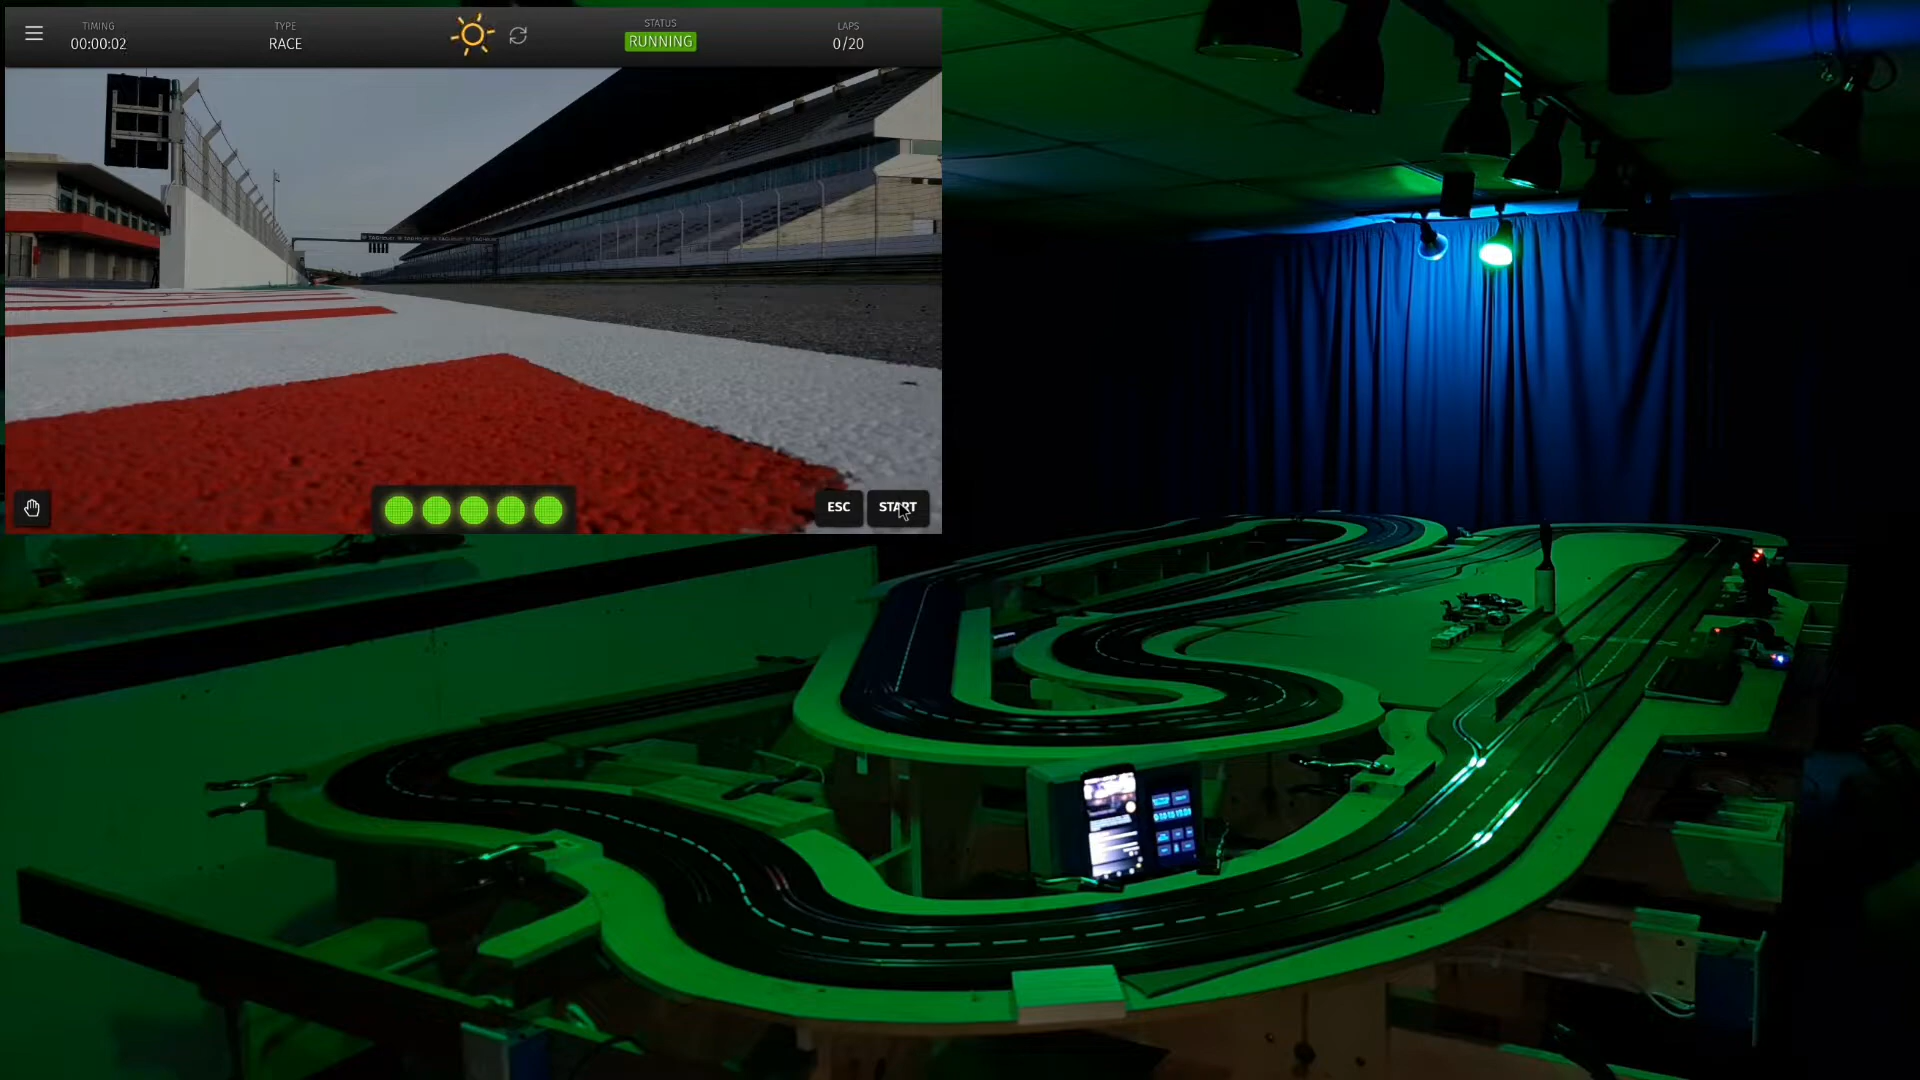 TIMING
00:00:02
TYPE
RACE
STATUS
RUNNING
LAPS
0/20
ESC
START